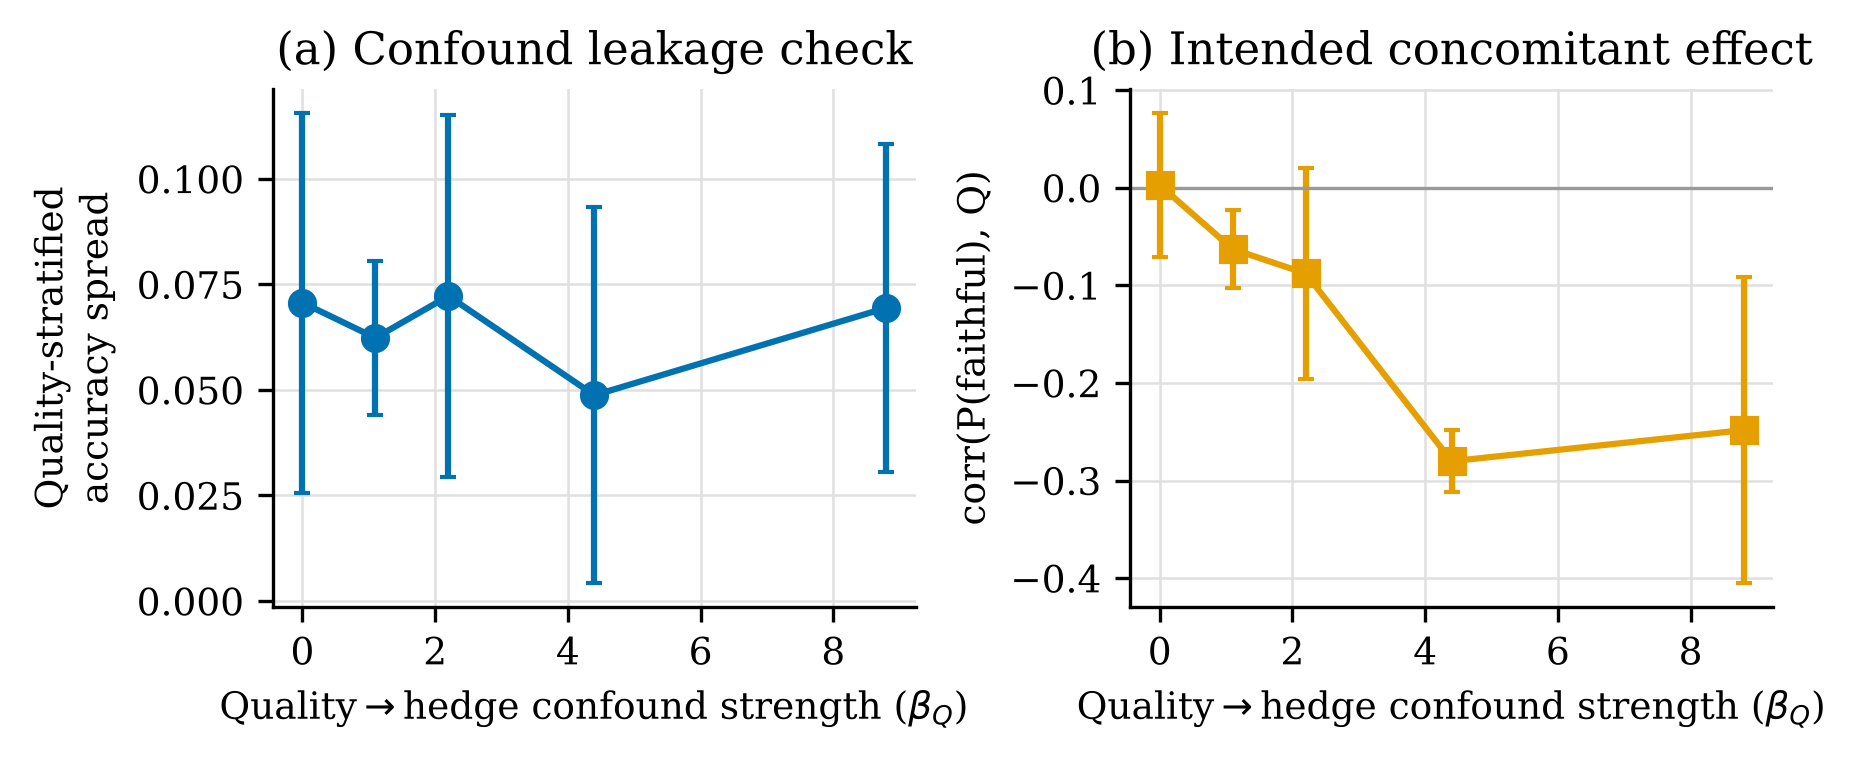 (a) Confound leakage check
Quality-stratified
accuracy spread
0.100
0.075
0.050
0.025
0.000
0 2 4 6 8
Quality→hedge confound strength (βQ)
(b) Intended concomitant effect
corr(P(faithful), Q)
0.1
0.0
−0.1
−0.2
−0.3
−0.4
0 2 4 6 8
Quality→hedge confound strength (βQ)